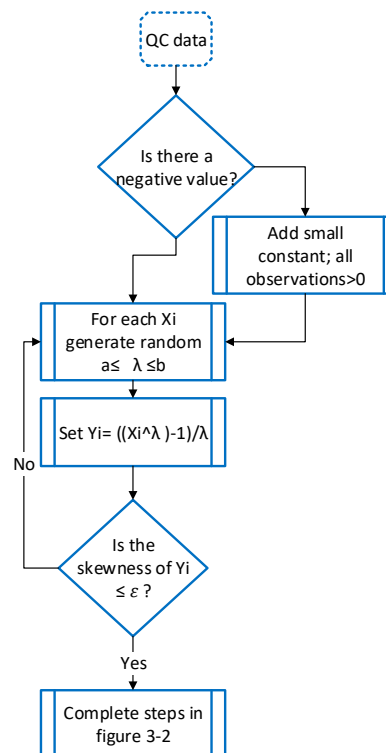 QC data
Is there a
negative value?
Add small
constant; all
observations>0
For each Xi
generate random
a≤ λ ≤b
Set Yi= ((Xi^λ )-1)/λ
No
Is the
skewness of Yi
≤ ε ?
Yes
Complete steps in
figure 3-2